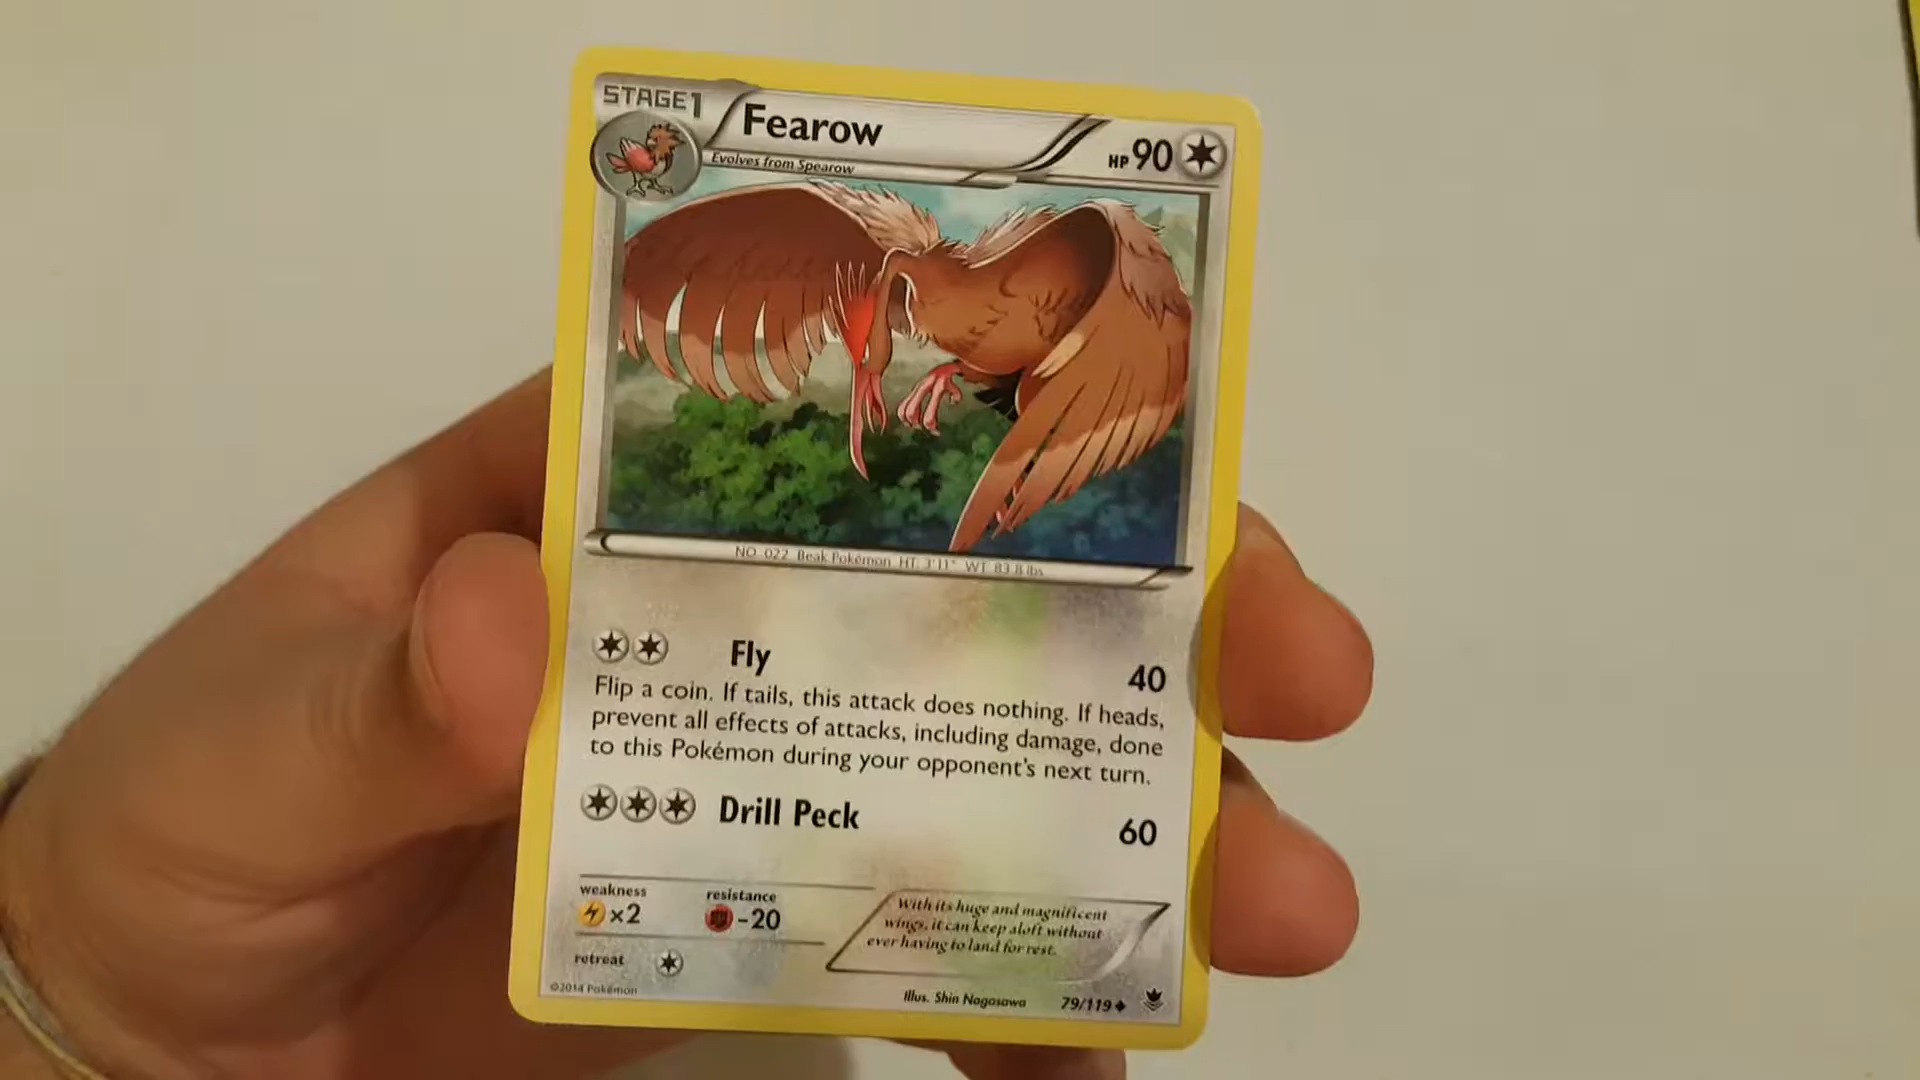 STAGE1
Fearow
HP 90
Evolves from Spearow
NO. 022 Beak Pokémon HT. 3'11" WT. 83.8 lbs
Fly
40
Flip a coin. If tails, this attack does nothing. If heads,
prevent all effects of attacks, including damage, done
to this Pokémon during your opponent's next turn.
Drill Peck
60
weakness
×2
resistance
-20
retreat
With its huge and magnificent
wings, it can keep aloft without
ever having to land for rest.
©2014 Pokémon
Illus. Shin Nagasawa
79/119